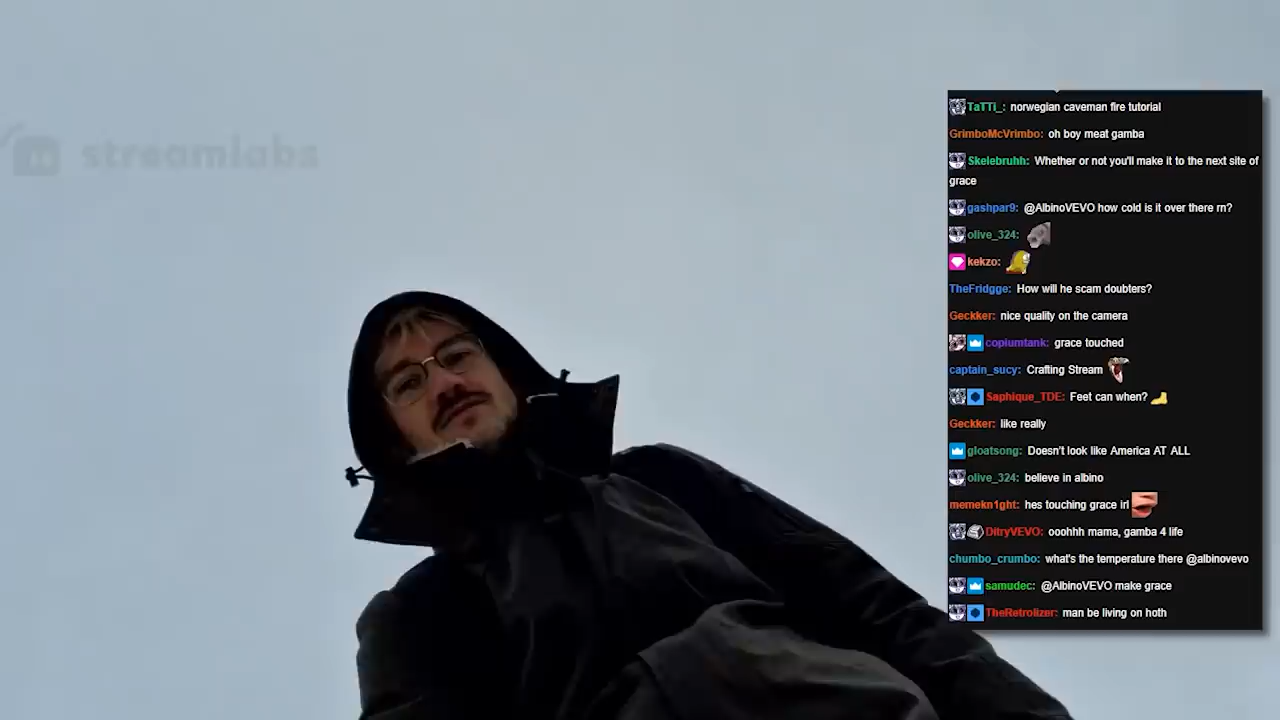 streamlabs
TaTTi_: norwegian caveman fire tutorial
GrimboMcVrimbo: oh boy meat gamba
Skelebruhh: Whether or not you'll make it to the next site of
grace
gashpar9: @AlbinoVEVO how cold is it over there rn?
olive_324:
kekzo:
TheFridgge: How will he scam doubters?
Geckker: nice quality on the camera
copiumtank: grace touched
captain_sucy: Crafting Stream
Saphique_TDE: Feet can when?
Geckker: like really
gloatsong: Doesn't look like America AT ALL
olive_324: believe in albino
memekn1ght: hes touching grace irl
DitryVEVO: ooohhh mama, gamba 4 life
chumbo_crumbo: what's the temperature there @albinovevo
samudec: @AlbinoVEVO make grace
TheRetrolizer: man be living on hoth